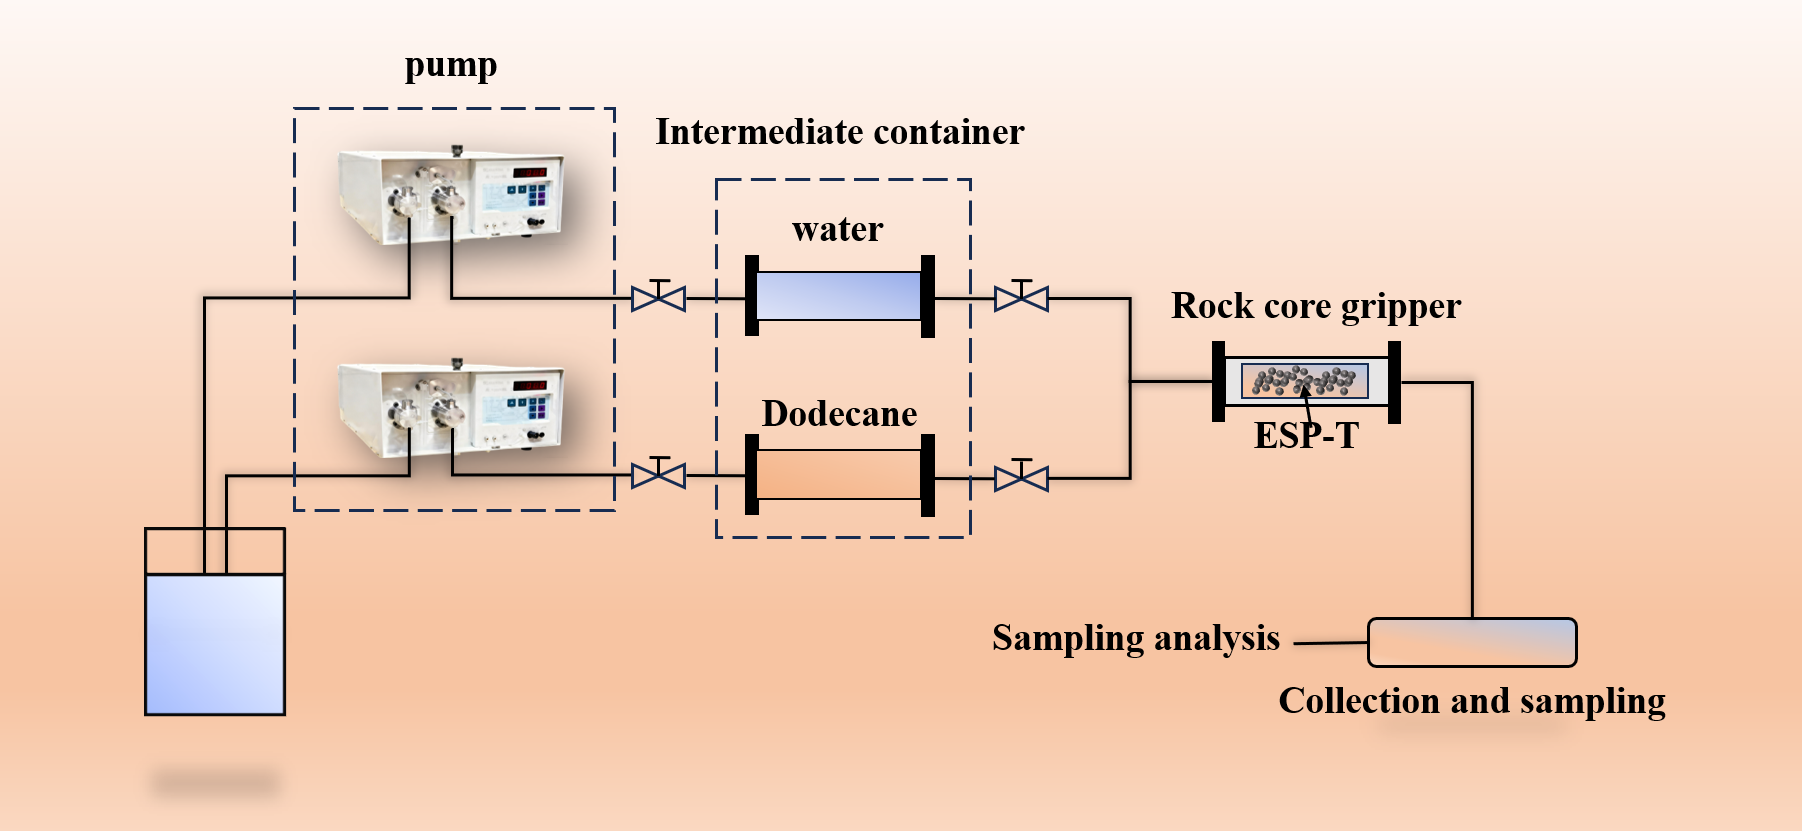 pump
Intermediate container
water
Dodecane
Rock core gripper
ESP-T
Sampling analysis
Collection and sampling